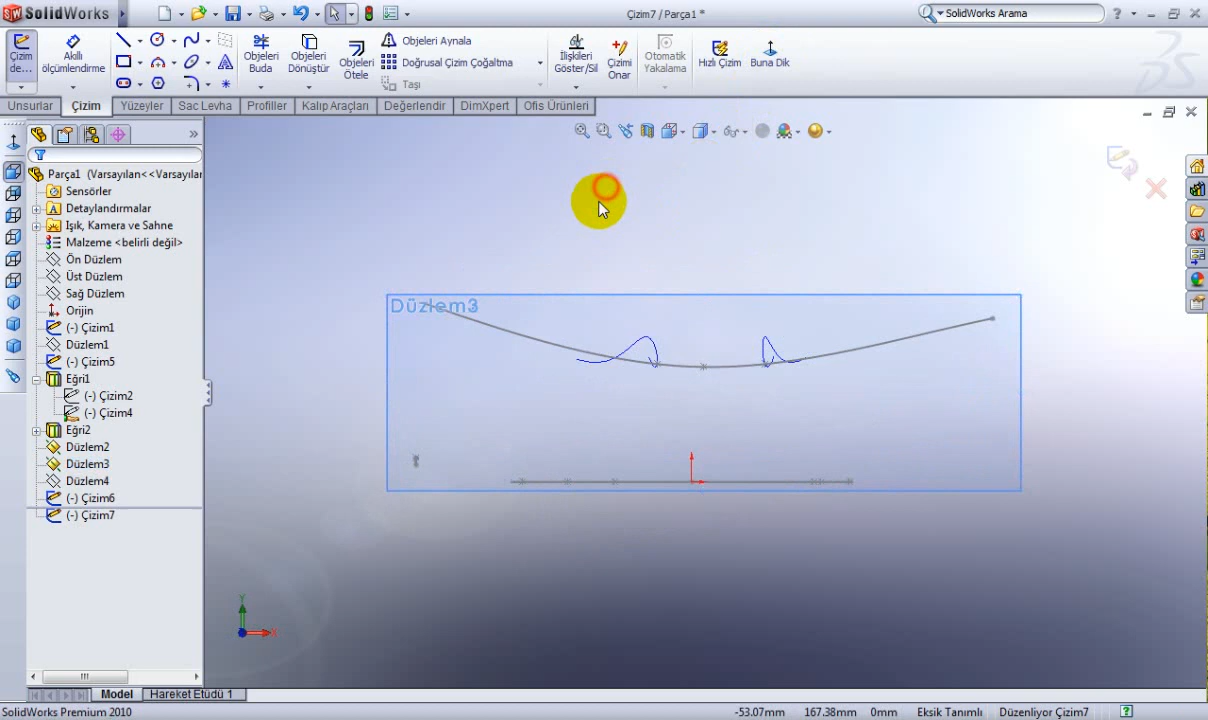 SolidWorks
Çizim7 / Parça1 *
SolidWorks Arama
Çizim
de...
Akıllı
ölçümlendirme
Objeleri
Buda
Objeleri
Dönüştür
Objeleri
Ötele
Objeleri Aynala
Doğrusal Çizim Çoğaltma
Taşı
İlişkileri
Göster/Sil
Çizimi
Onar
Otomatik
Yakalama
Hızlı Çizim
Buna Dik
Unsurlar
Çizim
Yüzeyler
Sac Levha
Profiller
Kalıp Araçları
Değerlendir
DimXpert
Ofis Ürünleri
Parça1 (Varsayılan<<Varsayılar
Sensörler
Detaylandırmalar
Işık, Kamera ve Sahne
Malzeme <belirli değil>
Ön Düzlem
Üst Düzlem
Sağ Düzlem
Orijin
(-) Çizim1
Düzlem1
(-) Çizim5
Eğri1
(-) Çizim2
(-) Çizim4
Eğri2
Düzlem2
Düzlem3
Düzlem4
(-) Çizim6
(-) Çizim7
Düzlem3
Y
X
Model
Hareket Etüdü 1
SolidWorks Premium 2010
-53.07mm
167.38mm
0mm
Eksik Tanımlı
Düzenliyor Çizim7